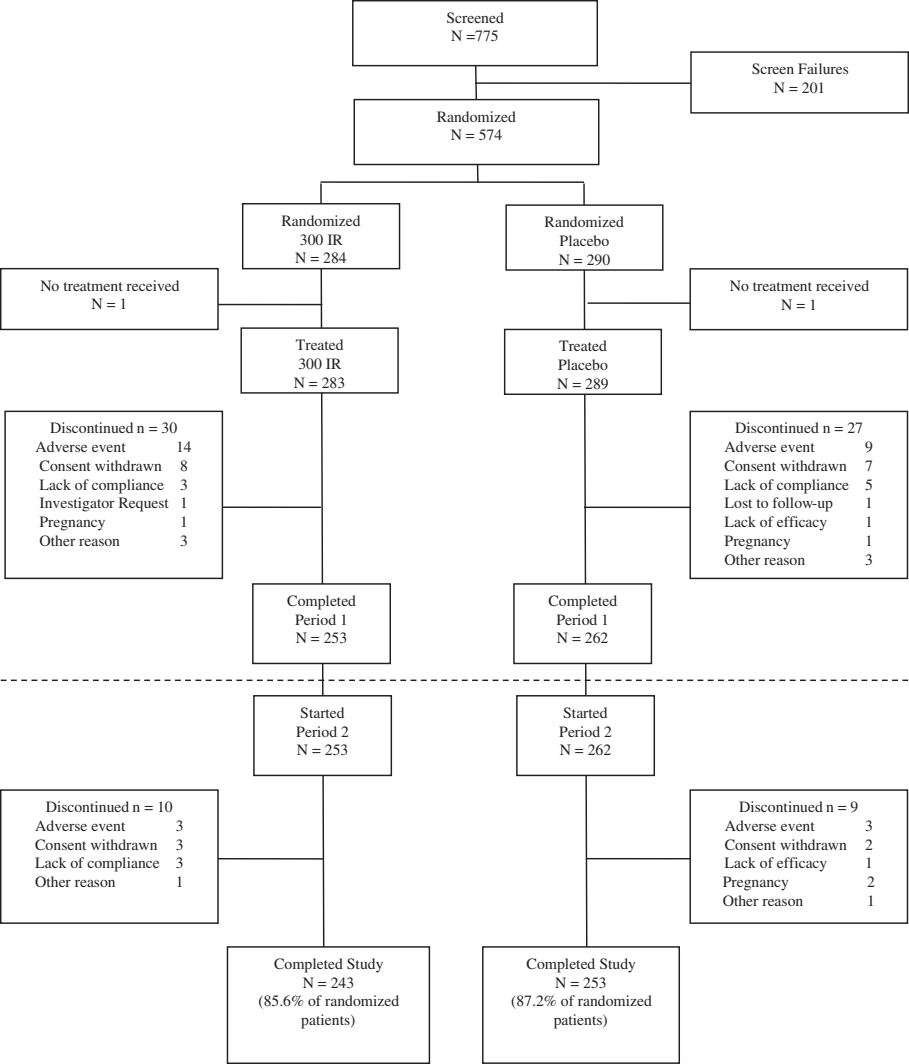 Screened
N =775
Screen Failures
N = 201
Randomized
N = 574
Randomized
300 IR
N = 284
Randomized
Placebo
N = 290
No treatment received
N = 1
No treatment received
N = 1
Treated
300 IR
N = 283
Treated
Placebo
N = 289
Discontinued n = 30
Adverse event 14
Consent withdrawn 8
Lack of compliance 3
Investigator Request 1
Pregnancy 1
Other reason 3
Discontinued n = 27
Adverse event 9
Consent withdrawn 7
Lack of compliance 5
Lost to follow-up 1
Lack of efficacy 1
Pregnancy 1
Other reason 3
Completed
Period 1
N = 253
Completed
Period 1
N = 262
Started
Period 2
N = 253
Started
Period 2
N = 262
Discontinued n = 10
Adverse event 3
Consent withdrawn 3
Lack of compliance 3
Other reason 1
Discontinued n = 9
Adverse event 3
Consent withdrawn 2
Lack of efficacy 1
Pregnancy 2
Other reason 1
Completed Study
N = 243
(85.6% of randomized
patients)
Completed Study
N = 253
(87.2% of randomized
patients)